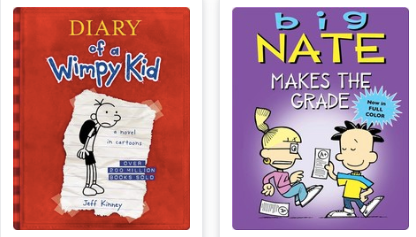 DIARY
of a
Wimpy Kid
a novel
in cartoons
OVER
200 MILLION
BOOKS SOLD
Jeff Kinney
big
NATE
MAKES THE
GRADE
Now in
FULL
COLOR